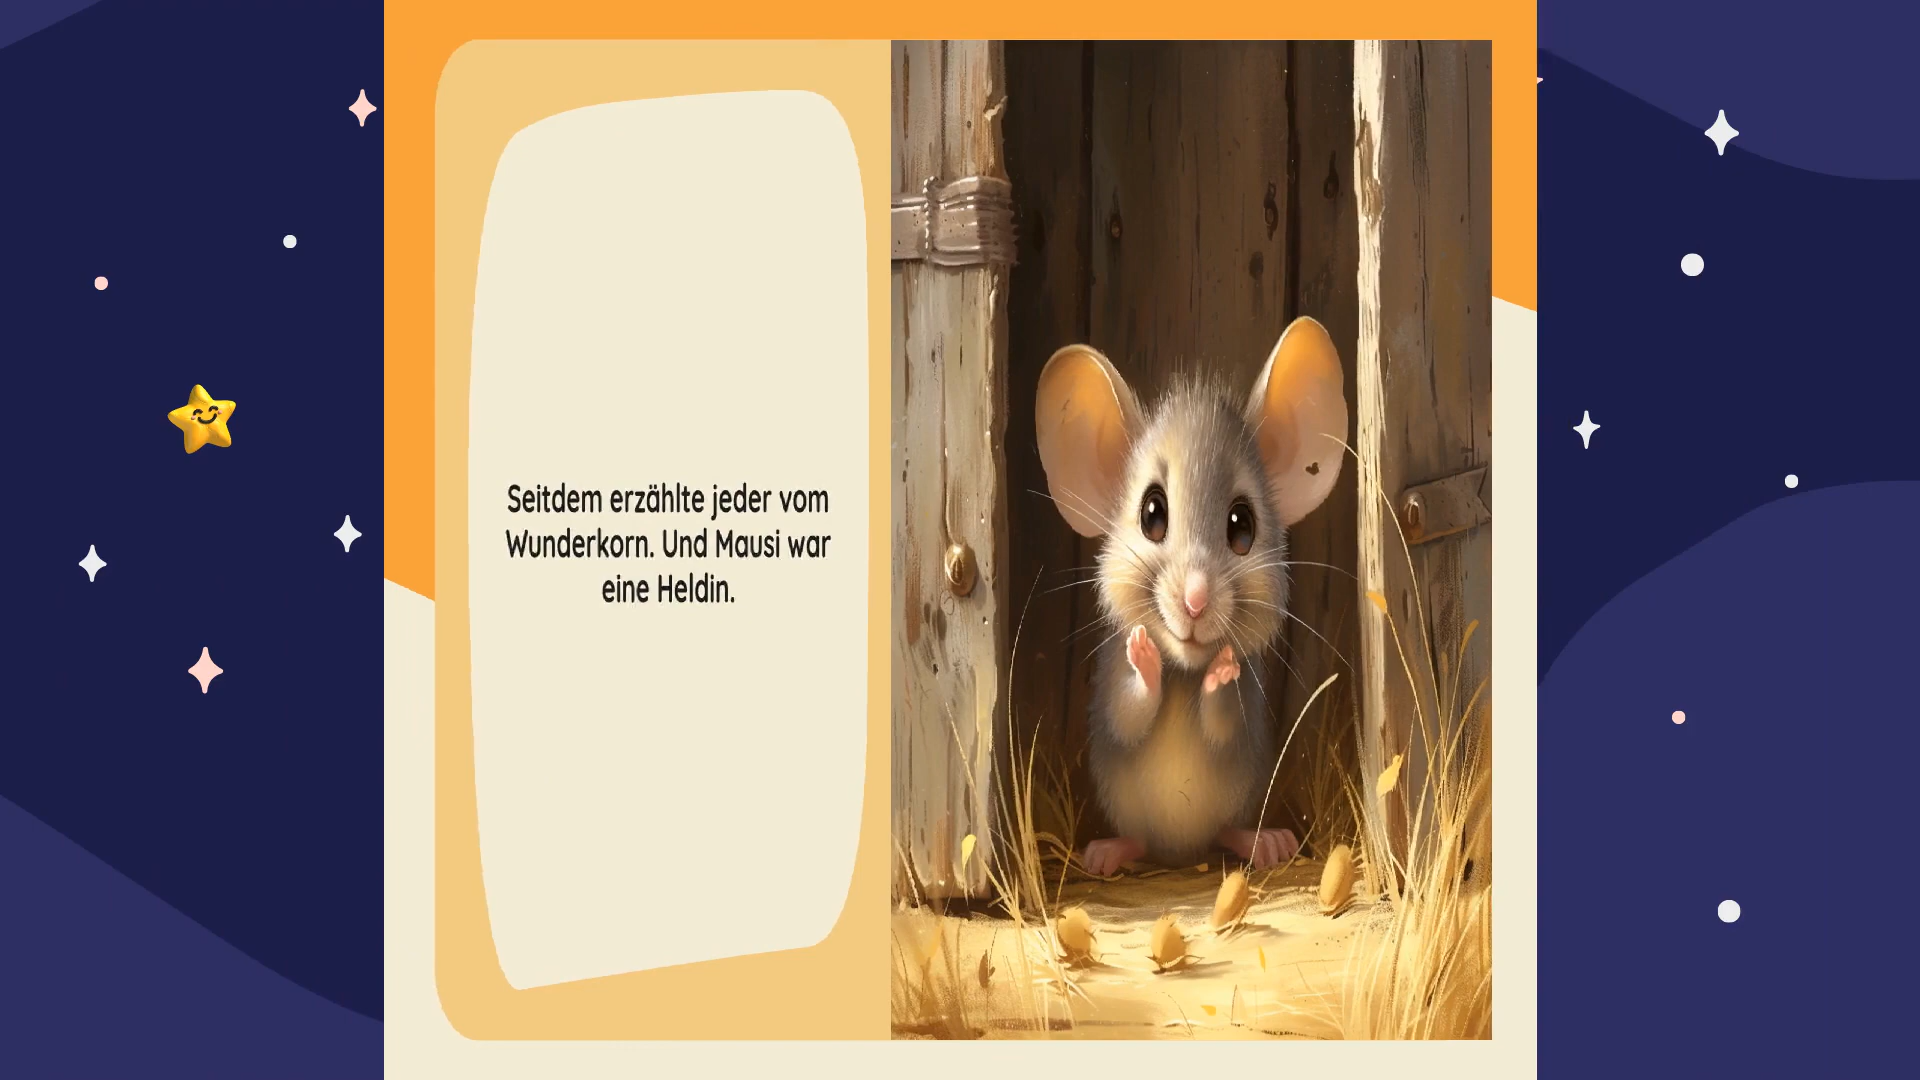 Seitdem erzählte jeder vom
Wunderkorn. Und Mausi war
eine Heldin.